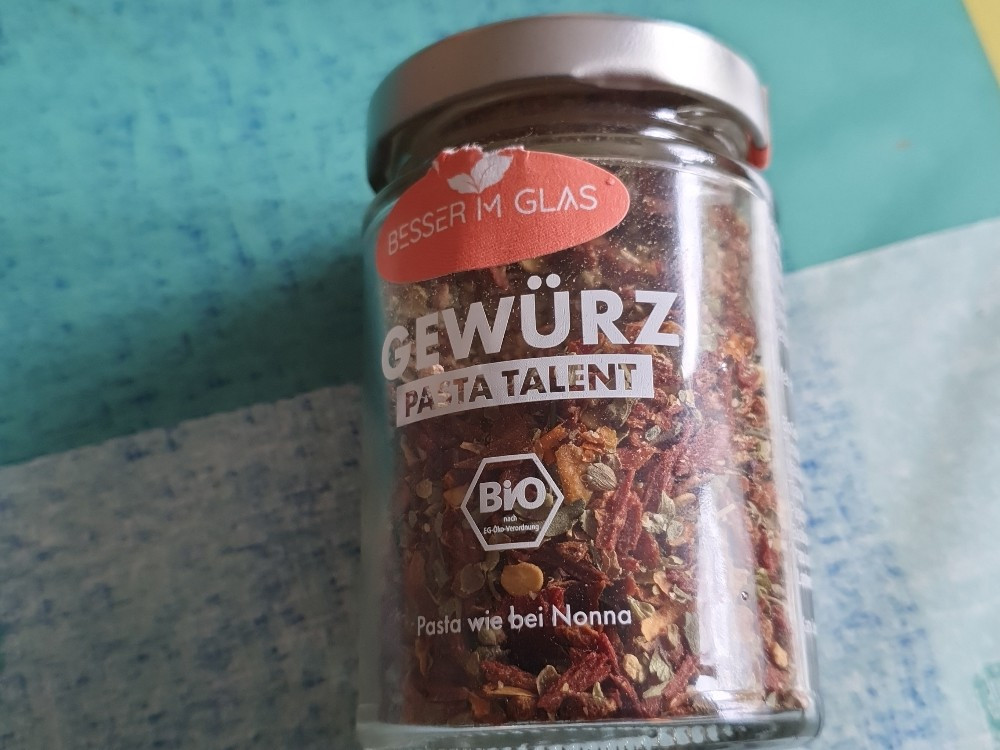 BESSER IM GLAS
GEWÜRZ
PASTA TALENT
Bio
nach
EG-Öko-Verordnung
Pasta wie bei Nonna